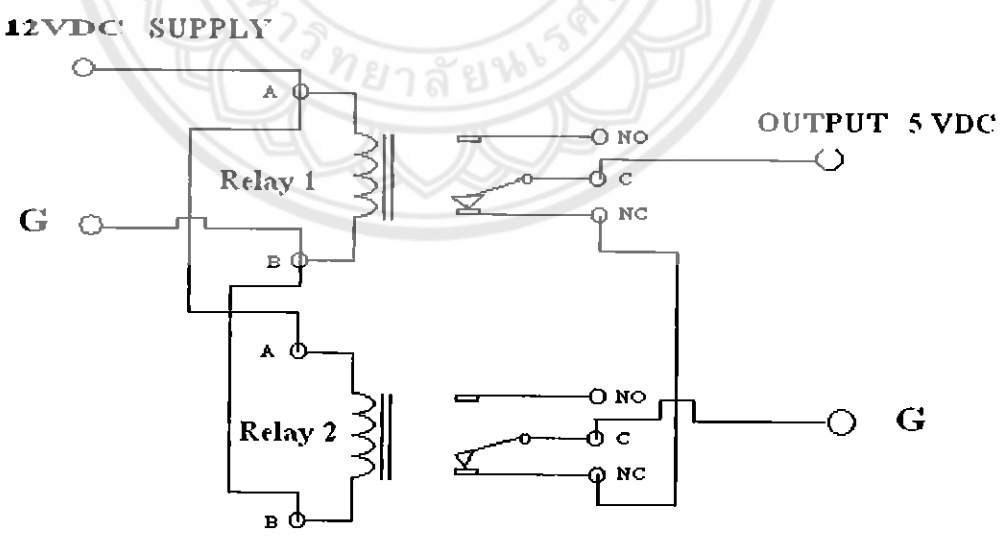 12VDC SUPPLY
A
NO
OUTPUT 5 VDC
Relay 1
C
G
NC
B
A
NO
Relay 2
C
G
NC
B